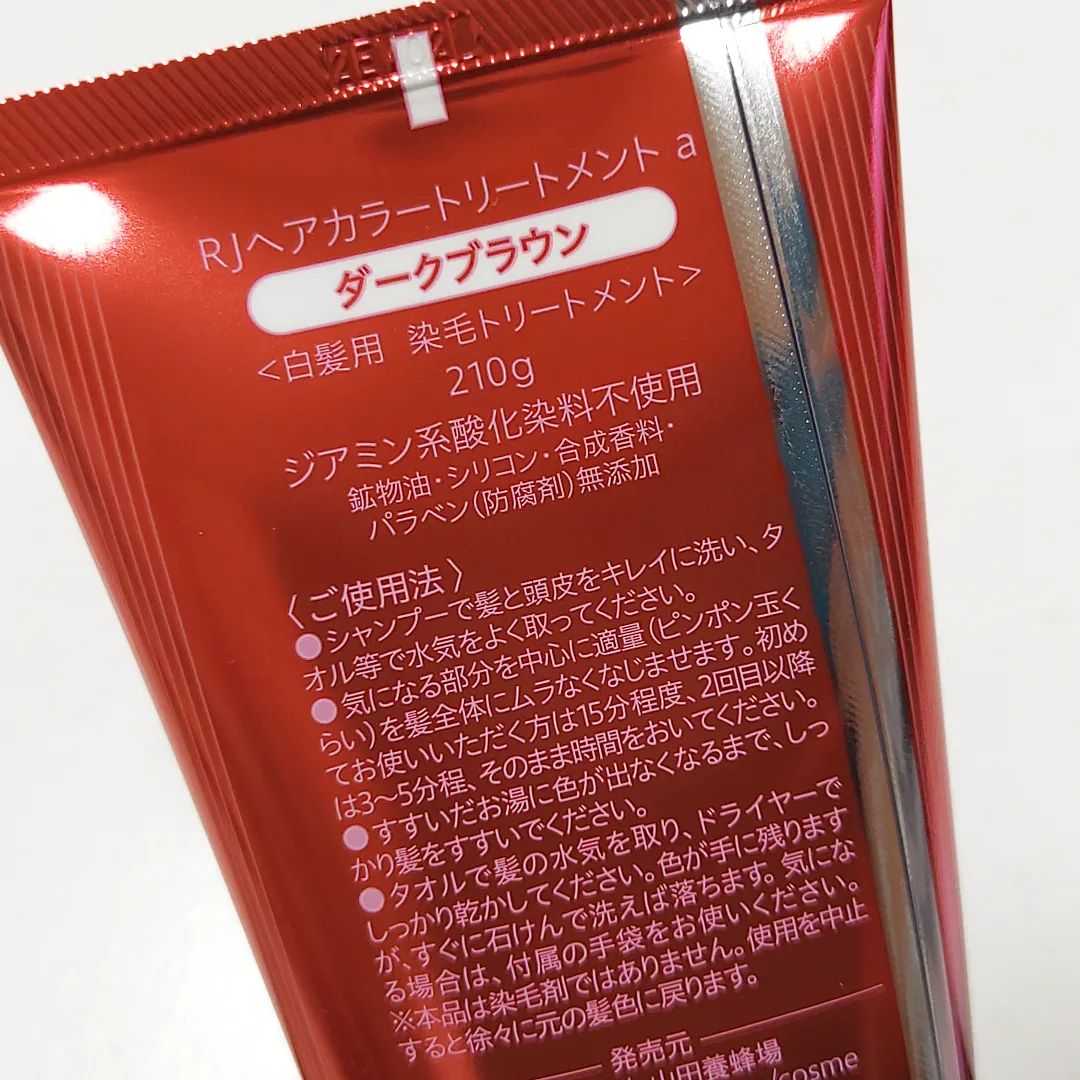 RJヘアカラートリートメント a
ダークブラウン
<白髪用 染毛トリートメント>
210g
ジアミン系酸化染料不使用
鉱物油・シリコン・合成香料・
パラベン(防腐剤)無添加
〈ご使用法〉
●シャンプーで髪と頭皮をキレイに洗い、タ
オル等で水気をよく取ってください。
●気になる部分を中心に適量(ピンポン玉く
らい)を髪全体にムラなくなじませます。初め
てお使いいただく方は15分程度、2回目以降
は3〜5分程、そのまま時間をおいてください。
●すすいだお湯に色が出なくなるまで、しっ
かり髪をすすいでください。
●タオルで髪の水気を取り、ドライヤーで
しっかり乾かしてください。色が手に残ります
が、すぐに石けんで洗えば落ちます。気にな
る場合は、付属の手袋をお使いください。
※本品は染毛剤ではありません。使用を中止
すると徐々に元の髪色に戻ります。
発売元
山田養蜂場
/cosme